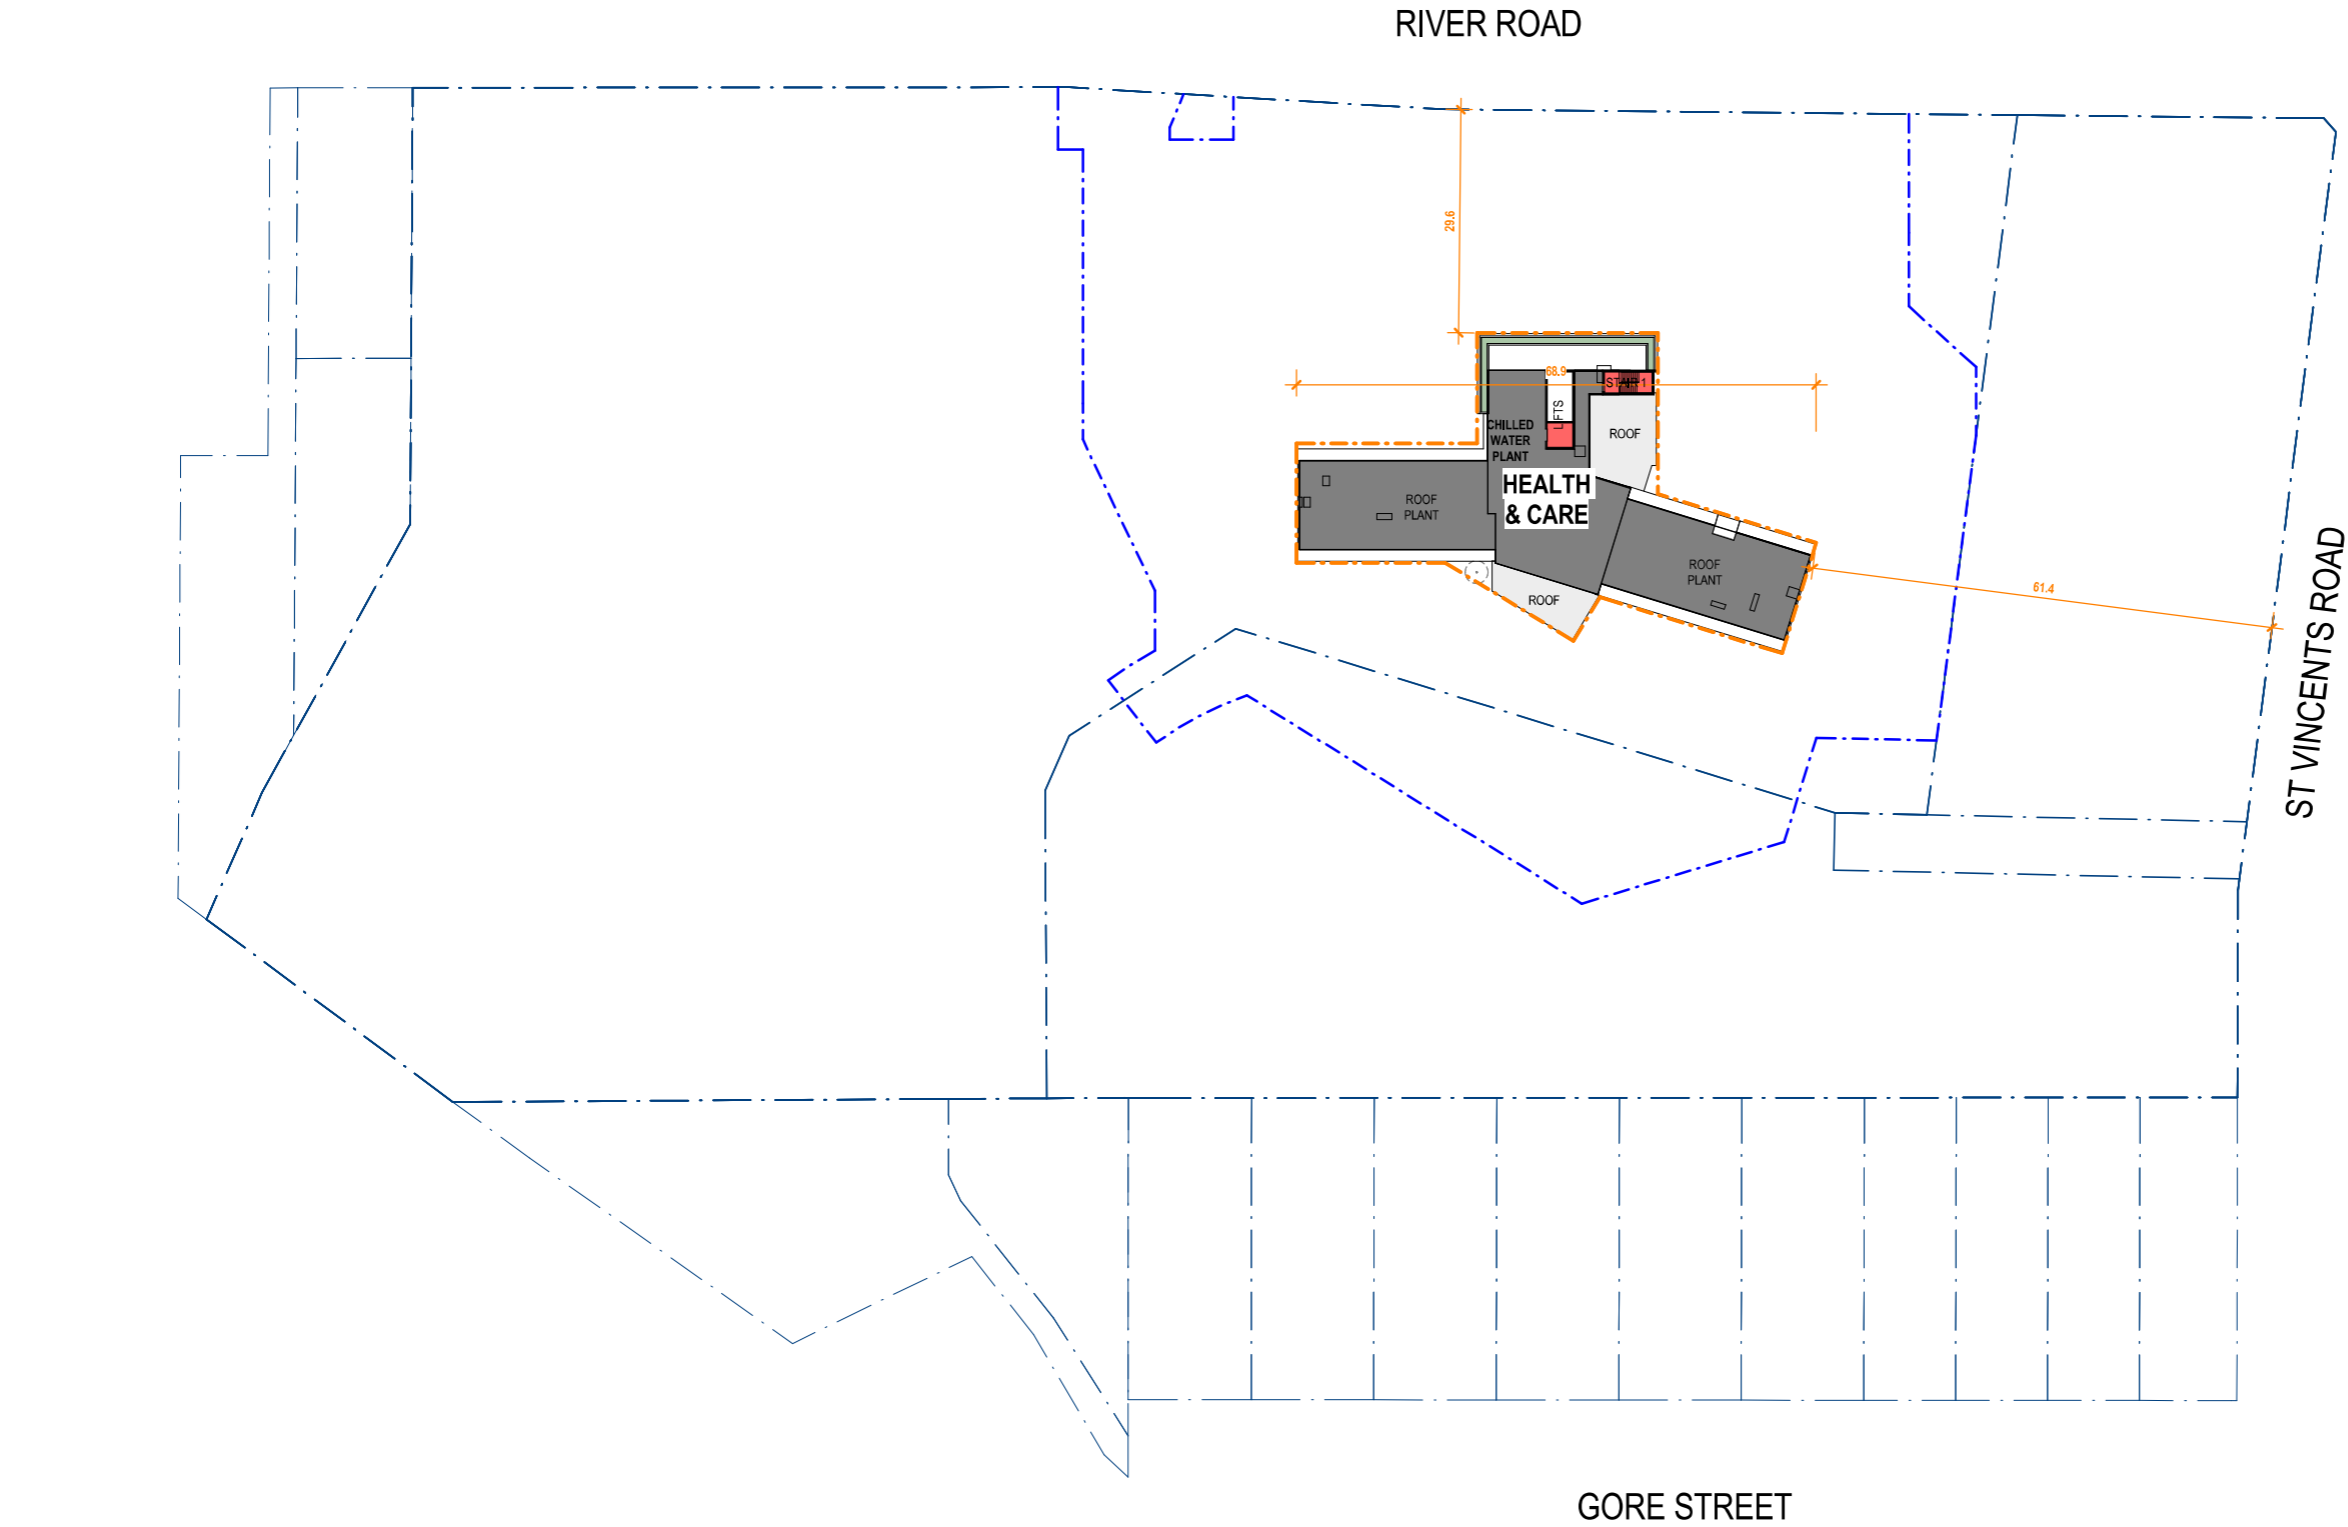 RIVER ROAD
29.6
68.9
STAIR 1
LIFTS
CHILLED
WATER
PLANT
ROOF
HEALTH
& CARE
ROOF
PLANT
ROOF
PLANT
ROOF
61.4
ST VINCENTS ROAD
GORE STREET